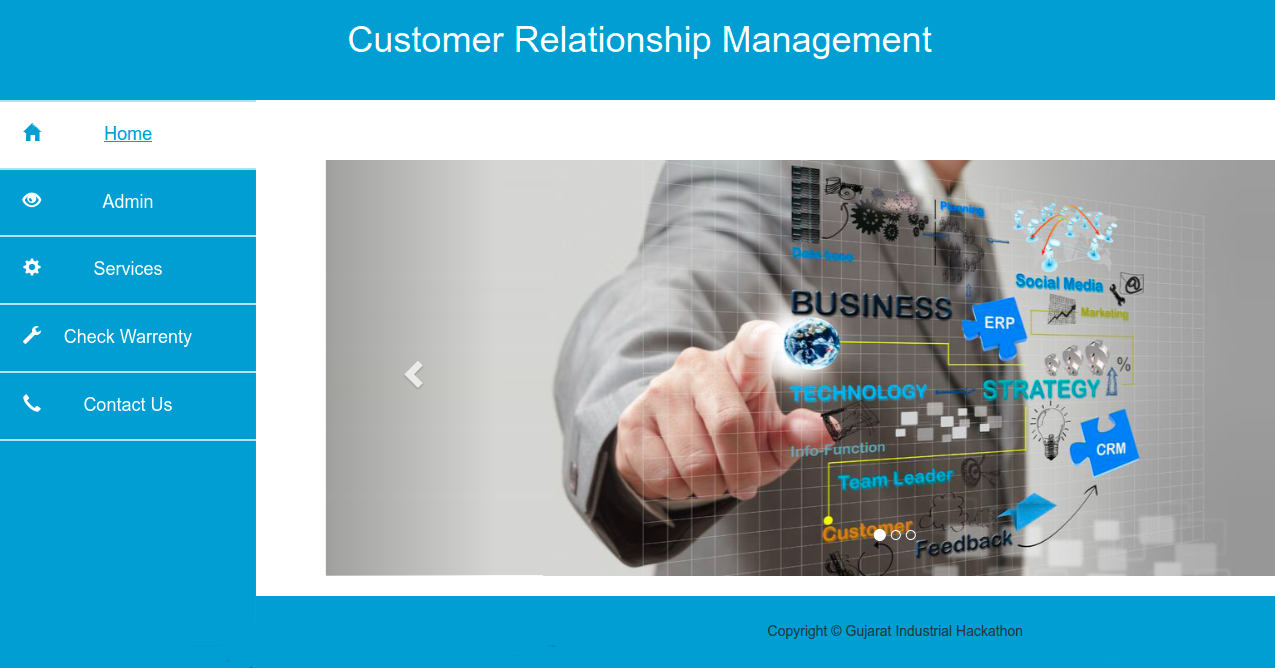 Customer Relationship Management
Home
Admin
Services
Check Warrenty
Contact Us
Data base
Planning
Social Media
@
BUSINESS
ERP
Marketing
%
TECHNOLOGY
STRATEGY
Info-Function
CRM
Team Leader
Customer
Feedback
Copyright © Gujarat Industrial Hackathon